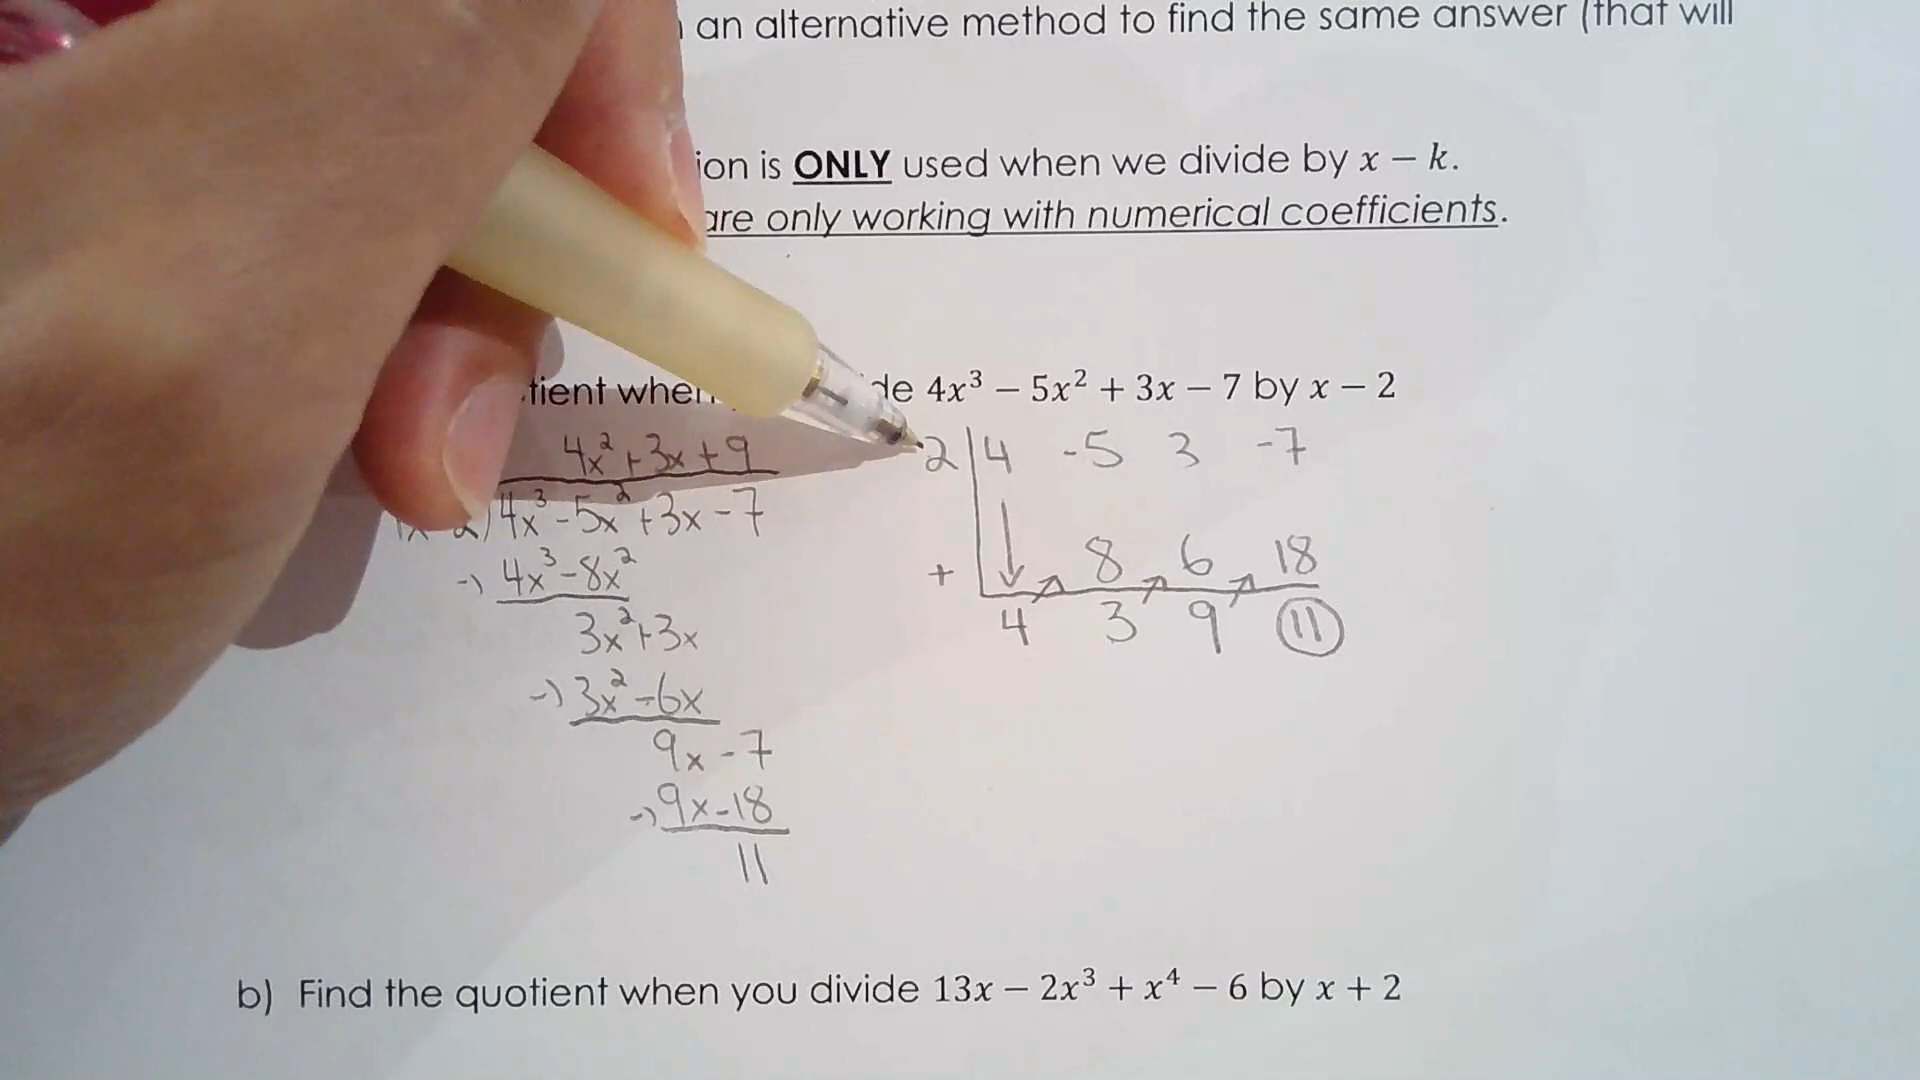 an alternative method to find the same answer (that will
ion is ONLY used when we divide by x − k.
are only working with numerical coefficients.
tient when de 4x³ − 5x² + 3x − 7 by x − 2
4x² + 3x + 9
4x³ - 5x² + 3x - 7
-) 4x³ - 8x²
3x² + 3x
-) 3x² - 6x
9x - 7
-) 9x - 18
11
2 | 4 -5 3 -7
+ 8 6 18
4 3 9 11
b) Find the quotient when you divide 13x − 2x³ + x⁴ − 6 by x + 2